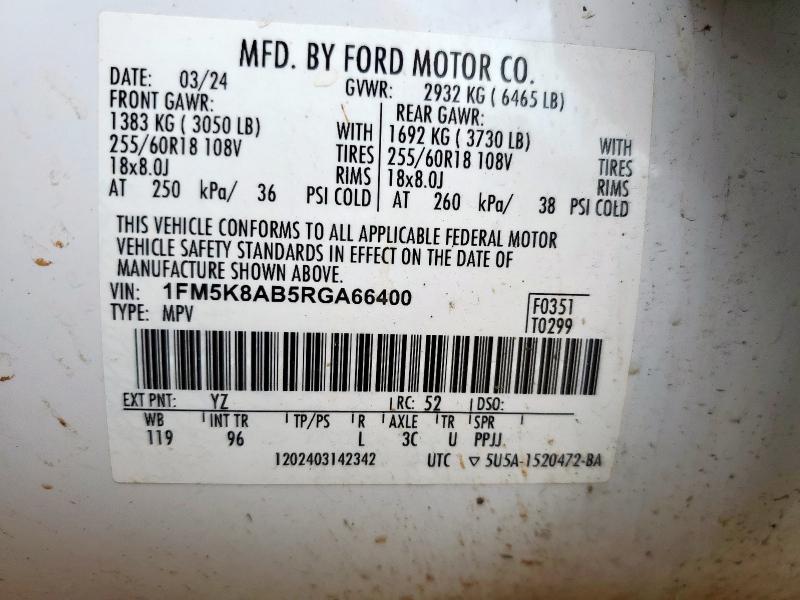 MFD. BY FORD MOTOR CO.
DATE: 03/24 GVWR: 2932 KG ( 6465 LB)
FRONT GAWR: REAR GAWR:
1383 KG ( 3050 LB) WITH 1692 KG ( 3730 LB) WITH
255/60R18 108V TIRES 255/60R18 108V TIRES
18x8.0J RIMS 18x8.0J RIMS
AT 250 kPa/ 36 PSI COLD AT 260 kPa/ 38 PSI COLD
THIS VEHICLE CONFORMS TO ALL APPLICABLE FEDERAL MOTOR
VEHICLE SAFETY STANDARDS IN EFFECT ON THE DATE OF
MANUFACTURE SHOWN ABOVE.
VIN: 1FM5K8AB5RGA66400 F0351
TYPE: MPV T0299
EXT PNT: YZ RC: 52 DSO:
WB INT TR TP/PS R AXLE TR SPR
119 96 L 3C U PPJJ
1202403142342 UTC ▽ 5U5A-1520472-BA